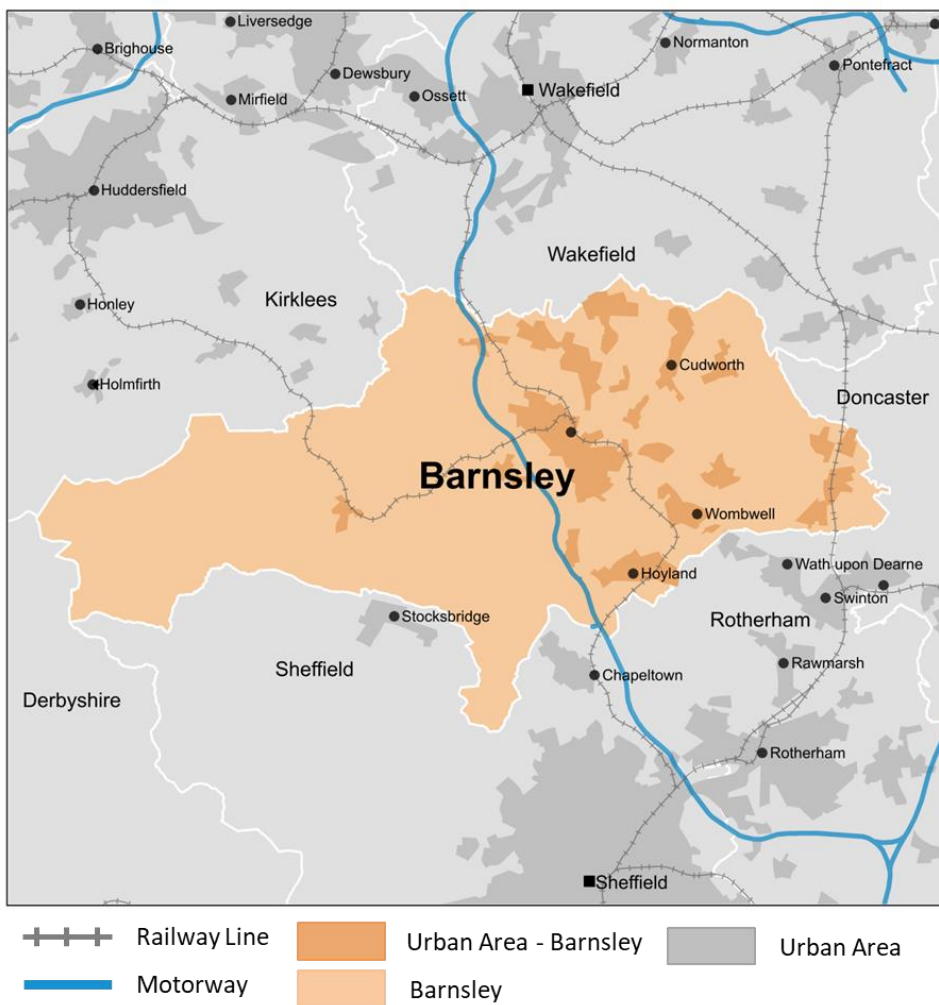 Liversedge
Brighouse
Normanton
Dewsbury
Pontefract
Mirfield
Ossett
Wakefield
Huddersfield
Wakefield
Kirklees
Honley
Cudworth
Holmfirth
Doncaster
Barnsley
Wombwell
Wath upon Dearne
Hoyland
Swinton
Stocksbridge
Rotherham
Sheffield
Rawmarsh
Chapeltown
Derbyshire
Rotherham
Sheffield
Railway Line
Urban Area - Barnsley
Urban Area
Motorway
Barnsley